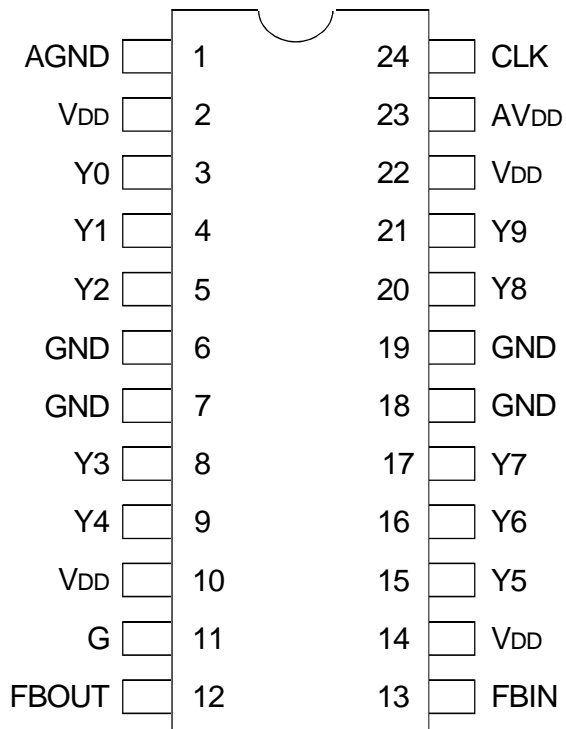 AGND 1 24 CLK
VDD 2 23 AVDD
Y0 3 22 VDD
Y1 4 21 Y9
Y2 5 20 Y8
GND 6 19 GND
GND 7 18 GND
Y3 8 17 Y7
Y4 9 16 Y6
VDD 10 15 Y5
G 11 14 VDD
FBOUT 12 13 FBIN